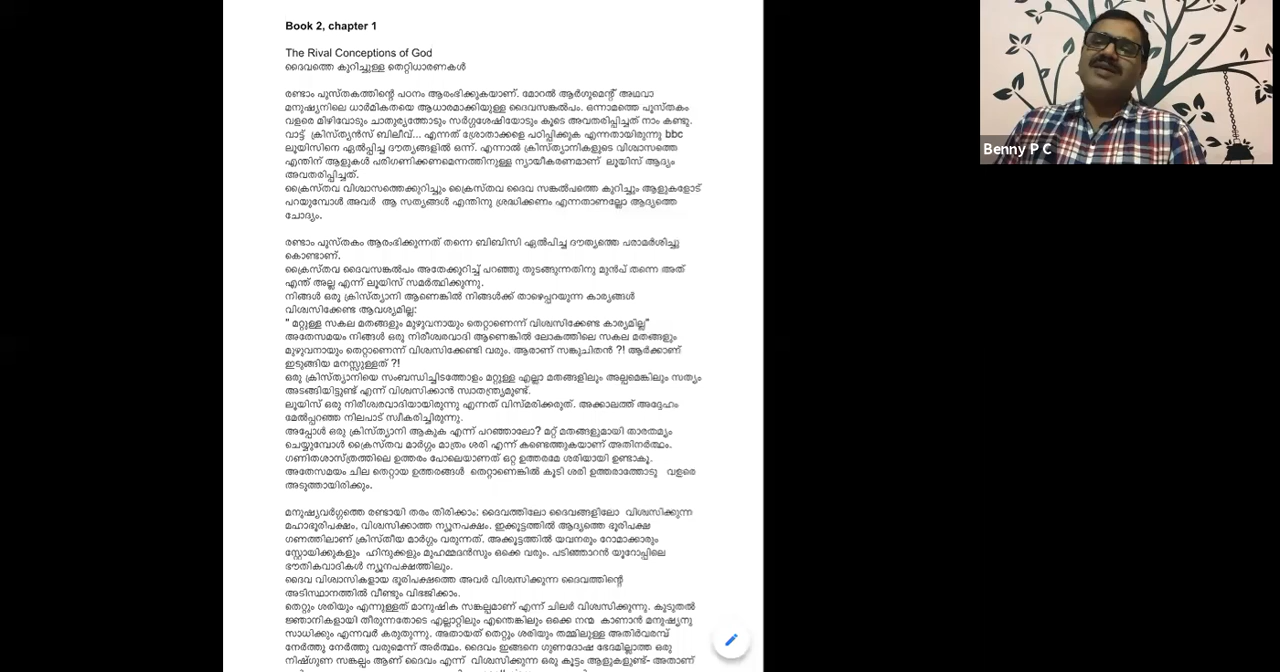 Book 2, chapter 1
The Rival Conceptions of God
ദൈവത്തെ കുറിച്ചുള്ള തെറ്റിധാരണകൾ
രണ്ടാം പുസ്തകത്തിന്റെ പഠനം ആരംഭിക്കുകയാണ്. മോറൽ ആർഗുമെന്റ് അഥവാ
മനുഷ്യനിലെ ധാർമികതയെ ആധാരമാക്കിയുള്ള ദൈവസങ്കൽപം. ഒന്നാമത്തെ പുസ്തകം
വളരെ മിഴിവോടും ചാതുര്യത്തോടും സർഗ്ഗശേഷിയോടും കൂടെ അവതരിപ്പിച്ചത് നാം കണ്ടു.
വാട്ട് ക്രിസ്ത്യൻസ് ബിലീവ്... എന്നത് ശ്രോതാക്കളെ പഠിപ്പിക്കുക എന്നതായിരുന്നു bbc
ലൂയിസിനെ ഏൽപ്പിച്ച ദൗത്യങ്ങളിൽ ഒന്ന്. എന്നാൽ ക്രിസ്ത്യാനികളുടെ വിശ്വാസത്തെ
എന്തിന് ആളുകൾ പരിഗണിക്കണമെന്നത്തിനുള്ള ന്യായീകരണമാണ് ലൂയിസ് ആദ്യം
അവതരിപ്പിച്ചത്.
ക്രൈസ്തവ വിശ്വാസത്തെക്കുറിച്ചും ക്രൈസ്തവ ദൈവ സങ്കൽപത്തെ കുറിച്ചും ആളുകളോട്
പറയുമ്പോൾ അവർ ആ സത്യങ്ങൾ എന്തിനു ശ്രദ്ധിക്കണം എന്നതാണല്ലോ ആദ്യത്തെ
ചോദ്യം.
രണ്ടാം പുസ്തകം ആരംഭിക്കുന്നത് തന്നെ ബിബിസി ഏൽപിച്ച ദൗത്യത്തെ പരാമർശിച്ചു
കൊണ്ടാണ്.
ക്രൈസ്തവ ദൈവസങ്കൽപം അതേക്കുറിച്ച് പറഞ്ഞു തുടങ്ങുന്നതിനു മുൻപ് തന്നെ അത്
എന്ത് അല്ല എന്ന് ലൂയിസ് സമർത്ഥിക്കുന്നു.
നിങ്ങൾ ഒരു ക്രിസ്ത്യാനി ആണെങ്കിൽ നിങ്ങൾക്ക് താഴെപ്പറയുന്ന കാര്യങ്ങൾ
വിശ്വസിക്കേണ്ട ആവശ്യമില്ല:
" മറ്റുള്ള സകല മതങ്ങളും മുഴുവനായും തെറ്റാണെന്ന് വിശ്വസിക്കേണ്ട കാര്യമില്ല"
അതേസമയം നിങ്ങൾ ഒരു നിരീശ്വരവാദി ആണെങ്കിൽ ലോകത്തിലെ സകല മതങ്ങളും
മുഴുവനായും തെറ്റാണെന്ന് വിശ്വസിക്കേണ്ടി വരും. ആരാണ് സങ്കുചിതൻ ?! ആർക്കാണ്
ഇടുങ്ങിയ മനസ്സുള്ളത് ?!
ഒരു ക്രിസ്ത്യാനിയെ സംബന്ധിച്ചിടത്തോളം മറ്റുള്ള എല്ലാ മതങ്ങളിലും അല്പമെങ്കിലും സത്യം
അടങ്ങിയിട്ടുണ്ട് എന്ന് വിശ്വസിക്കാൻ സ്വാതന്ത്ര്യമുണ്ട്.
ലൂയിസ് ഒരു നിരീശ്വരവാദിയായിരുന്നു എന്നത് വിസ്മരിക്കരുത്. അക്കാലത്ത് അദ്ദേഹം
മേൽപ്പറഞ്ഞ നിലപാട് സ്വീകരിച്ചിരുന്നു.
അപ്പോൾ ഒരു ക്രിസ്ത്യാനി ആകുക എന്ന് പറഞ്ഞാലോ? മറ്റ് മതങ്ങളുമായി താരതമ്യം
ചെയ്യുമ്പോൾ ക്രൈസ്തവ മാർഗ്ഗം മാത്രം ശരി എന്ന് കണ്ടെത്തുകയാണ് അതിനർത്ഥം.
ഗണിതശാസ്ത്രത്തിലെ ഉത്തരം പോലെയാണത് ഒറ്റ ഉത്തരമേ ശരിയായി ഉണ്ടാകൂ.
അതേസമയം ചില തെറ്റായ ഉത്തരങ്ങൾ തെറ്റാണെങ്കിൽ കൂടി ശരി ഉത്തരാത്തോടു വളരെ
അടുത്തായിരിക്കും.
മനുഷ്യവർഗ്ഗത്തെ രണ്ടായി തരം തിരിക്കാം: ദൈവത്തിലോ ദൈവങ്ങളിലോ വിശ്വസിക്കുന്ന
മഹാഭൂരിപക്ഷം, വിശ്വസിക്കാത്ത ന്യൂനപക്ഷം. ഇക്കൂട്ടത്തിൽ ആദ്യത്തെ ഭൂരിപക്ഷ
ഗണത്തിലാണ് ക്രിസ്തീയ മാർഗ്ഗം വരുന്നത്. അക്കൂട്ടത്തിൽ യവനരും റോമാക്കാരും
സ്റ്റോയിക്കുകളും ഹിന്ദുക്കളും മുഹമ്മദൻസും ഒക്കെ വരും. പടിഞ്ഞാറൻ യൂറോപ്പിലെ
ഭൗതികവാദികൾ ന്യൂനപക്ഷത്തിലും.
ദൈവ വിശ്വാസികളായ ഭൂരിപക്ഷത്തെ അവർ വിശ്വസിക്കുന്ന ദൈവത്തിന്റെ
അടിസ്ഥാനത്തിൽ വീണ്ടും വിഭജിക്കാം.
തെറ്റും ശരിയും എന്നുള്ളത് മാനുഷിക സങ്കല്പമാണ് എന്ന് ചിലർ വിശ്വസിക്കുന്നു. കൂടുതൽ
ജ്ഞാനികളായി തീരുന്നതോടെ എല്ലാറ്റിലും എന്തെങ്കിലും ഒക്കെ നന്മ കാണാൻ മനുഷ്യനു
സാധിക്കും എന്നവർ കരുതുന്നു. അതായത് തെറ്റും ശരിയും തമ്മിലുള്ള അതിർവരമ്പ്
നേർത്തു നേർത്തു വരുമെന്ന് അർത്ഥം. ദൈവം ഇങ്ങനെ ഗുണദോഷ ഭേദമില്ലാത്ത ഒരു
നിഷ്ഗുണ സങ്കല്പം ആണ് ദൈവം എന്ന് വിശ്വസിക്കുന്ന ഒരു കൂട്ടം ആളുകളുണ്ട്- അതാണ്
Benny P C